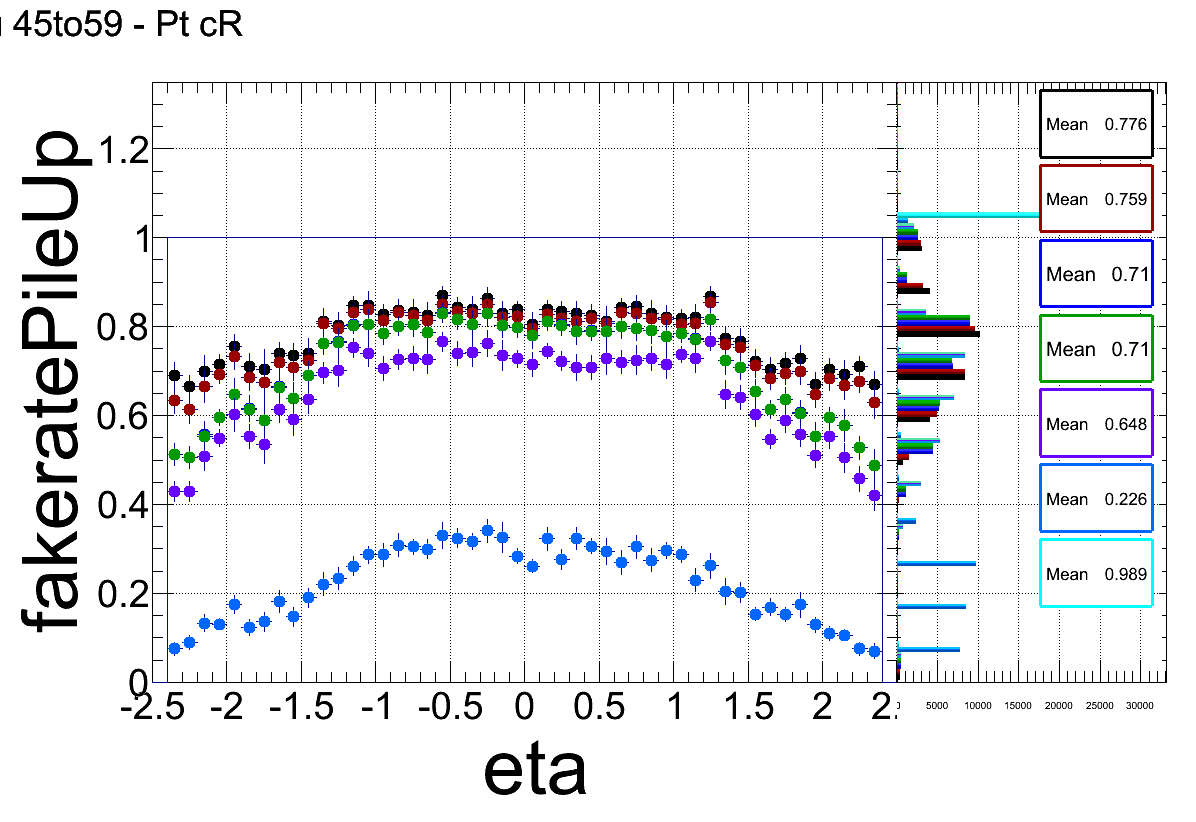 45to59 - Pt cR
fakeratePileUp
1.2
1
0.8
0.6
0.4
0.2
0
-2.5 -2 -1.5 -1 -0.5 0 0.5 1 1.5 2 2.
eta
Mean 0.776
Mean 0.759
Mean 0.71
Mean 0.71
Mean 0.648
Mean 0.226
Mean 0.989
5000 10000 15000 20000 25000 30000